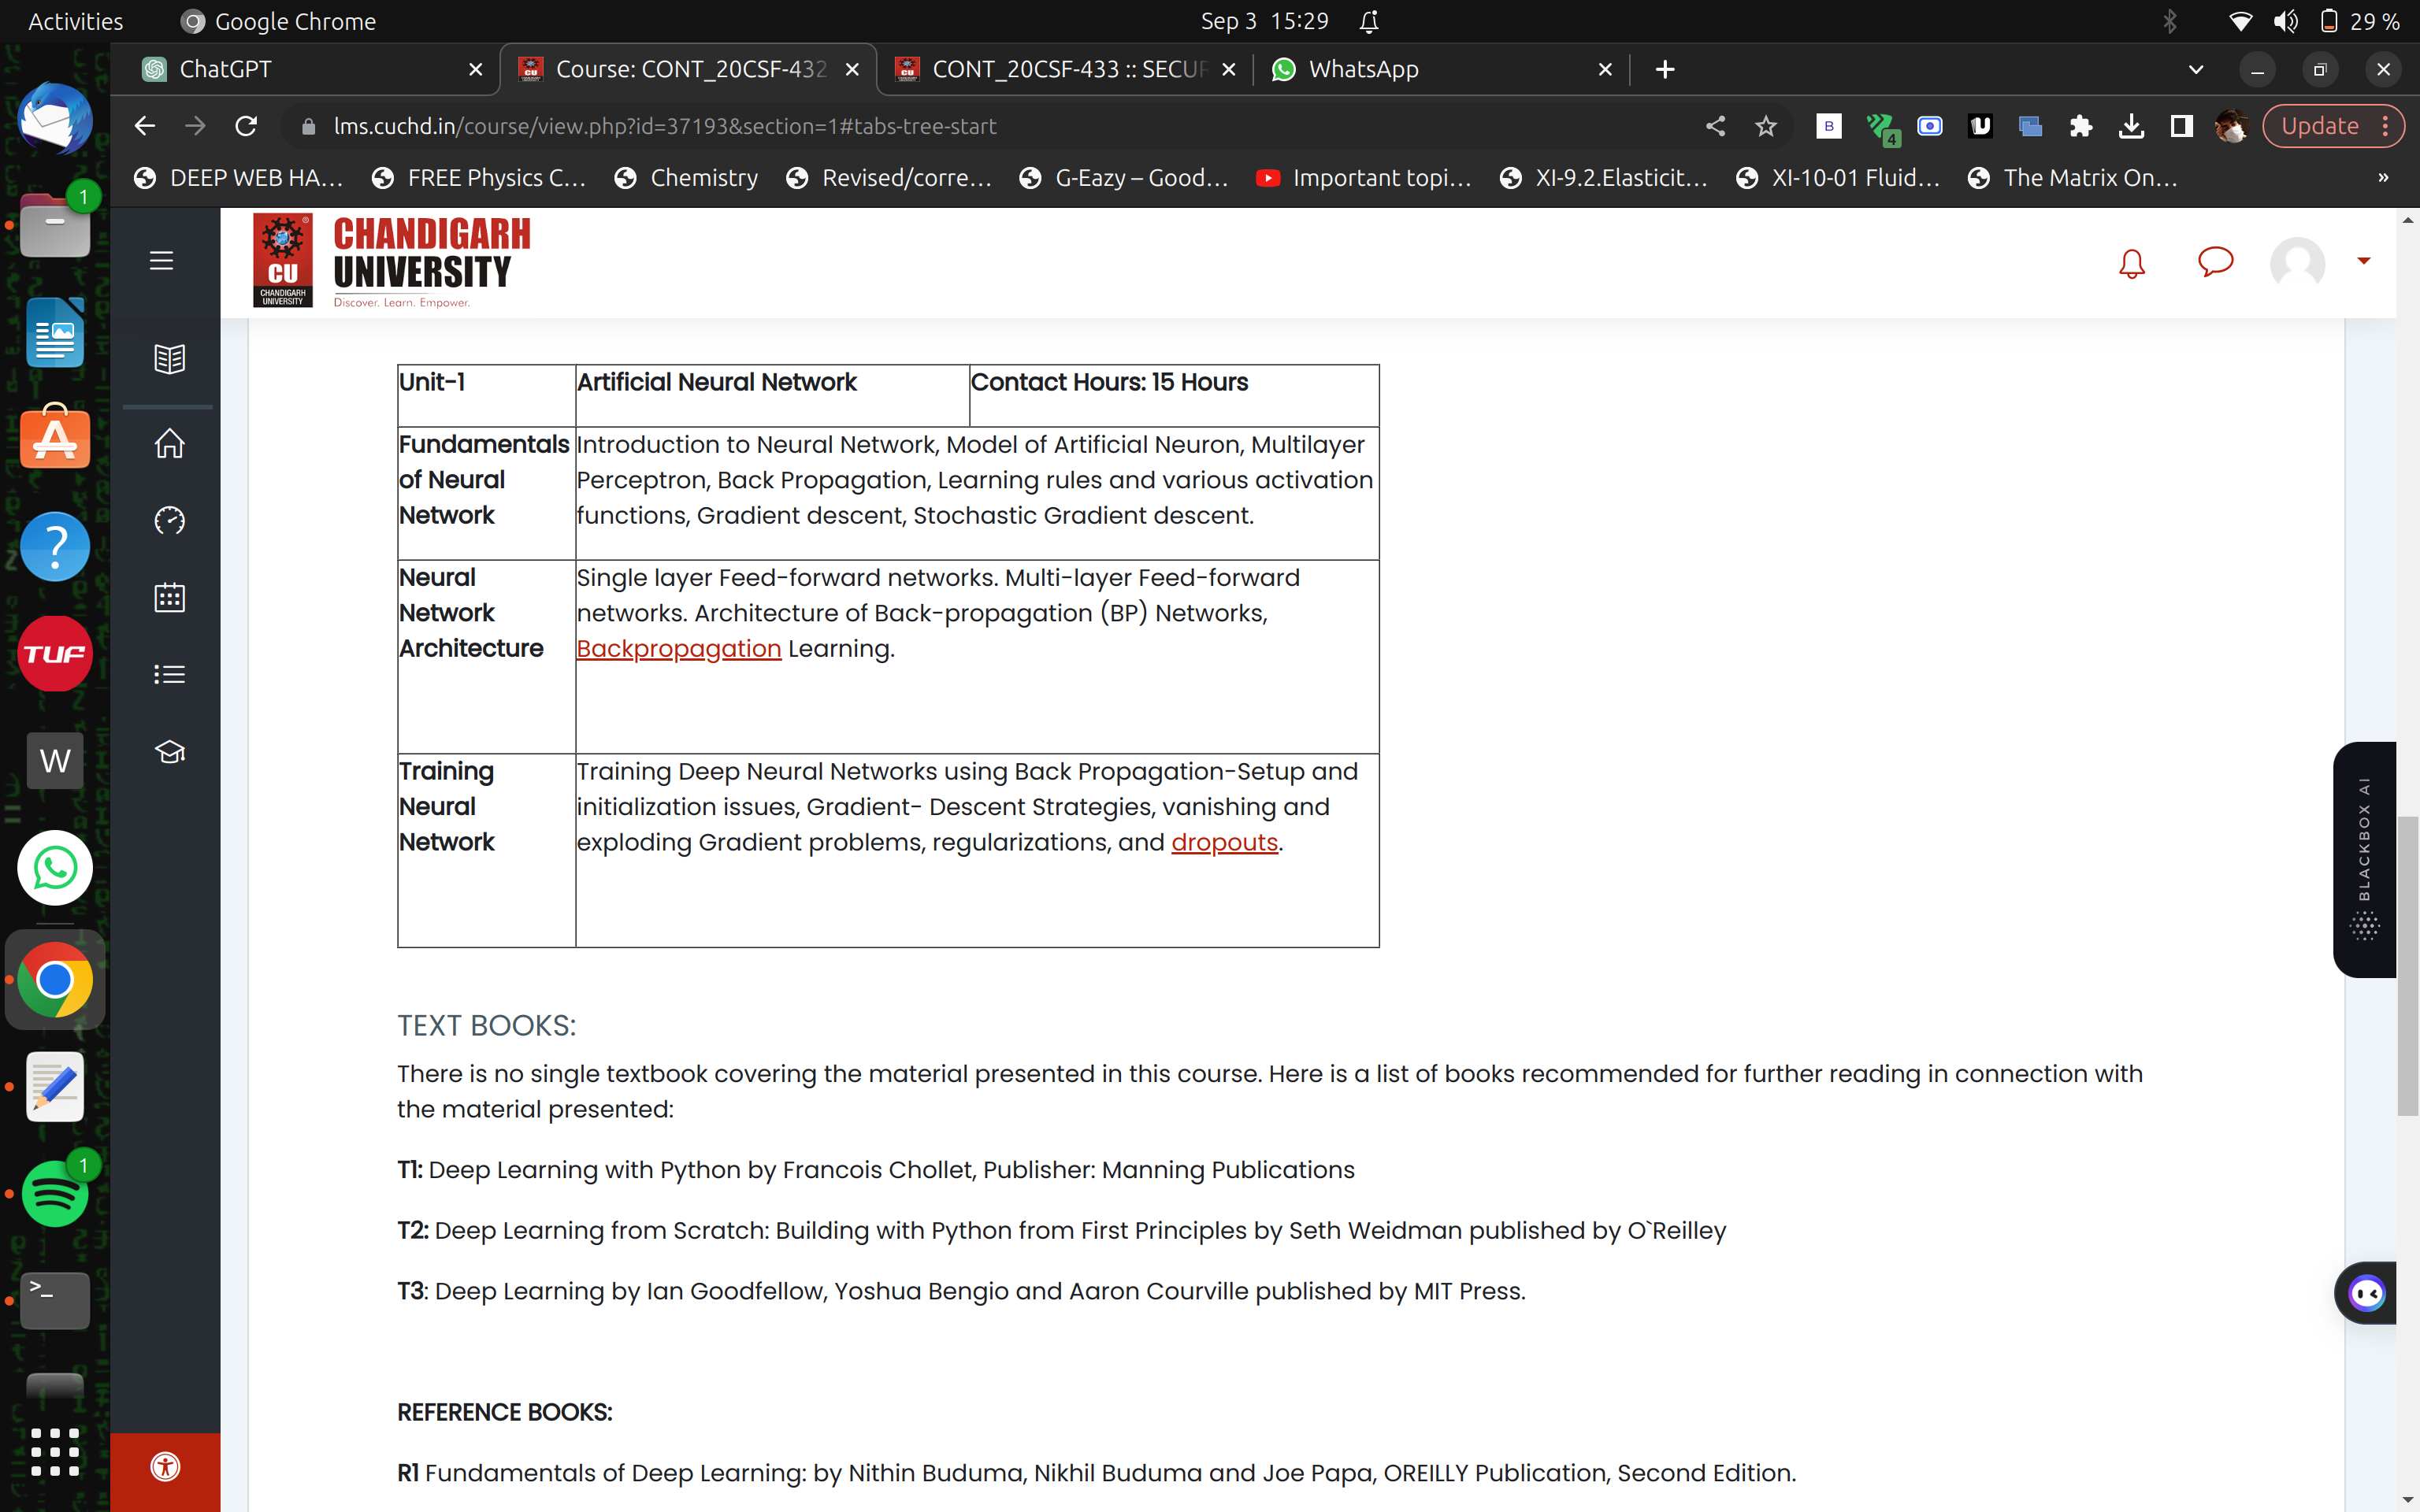 Activities
Google Chrome
Sep 3 15:29
29 %
ChatGPT
Course: CONT_20CSF-432
CONT_20CSF-433 :: SECUR
WhatsApp
lms.cuchd.in/course/view.php?id=37193&section=1#tabs-tree-start
4
Update
DEEP WEB HA...
FREE Physics C...
Chemistry
Revised/corre...
G-Eazy – Good...
Important topi...
XI-9.2.Elasticit...
XI-10-01 Fluid...
The Matrix On...
»
1
?
TUF
W
1
>_
CU
CHANDIGARH
UNIVERSITY
CHANDIGARH
UNIVERSITY
Discover. Learn. Empower.
Unit-1
Artificial Neural Network
Contact Hours: 15 Hours
Fundamentals
of Neural
Network
Introduction to Neural Network, Model of Artificial Neuron, Multilayer
Perceptron, Back Propagation, Learning rules and various activation
functions, Gradient descent, Stochastic Gradient descent.
Neural
Network
Architecture
Single layer Feed-forward networks. Multi-layer Feed-forward
networks. Architecture of Back-propagation (BP) Networks,
Backpropagation Learning.
Training
Neural
Network
Training Deep Neural Networks using Back Propagation-Setup and
initialization issues, Gradient- Descent Strategies, vanishing and
exploding Gradient problems, regularizations, and dropouts.
BLACKBOX AI
TEXT BOOKS:
There is no single textbook covering the material presented in this course. Here is a list of books recommended for further reading in connection with
the material presented:
T1: Deep Learning with Python by Francois Chollet, Publisher: Manning Publications
T2: Deep Learning from Scratch: Building with Python from First Principles by Seth Weidman published by O`Reilley
T3: Deep Learning by Ian Goodfellow, Yoshua Bengio and Aaron Courville published by MIT Press.
REFERENCE BOOKS:
R1 Fundamentals of Deep Learning: by Nithin Buduma, Nikhil Buduma and Joe Papa, OREILLY Publication, Second Edition.